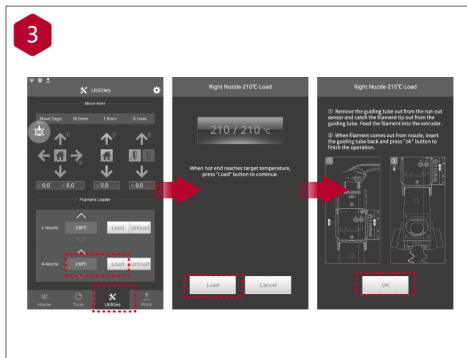 3
Utilities
Move Axes
Move Steps 10.0mm 1.0mm 0.1mm
0.0 0.0 0.0 0.0
Filament Loader
L-Nozzle Load Unload
R-Nozzle 210℃ Load Unload
Home Tune Utilities Print
Right Nozzle-210℃-Load
210 / 210 ℃
When hot end reaches target temperature,
press "Load" button to continue.
Load Cancel
Right Nozzle-210℃-Load
① Remove the guiding tube out from the run-out
sensor and catch the filament tip out from the
guiding tube. Feed the filament into the extruder.
② When filament comes out from nozzle, insert
the guiding tube back and press "ok" button to
finish the operation.
① ②
OK